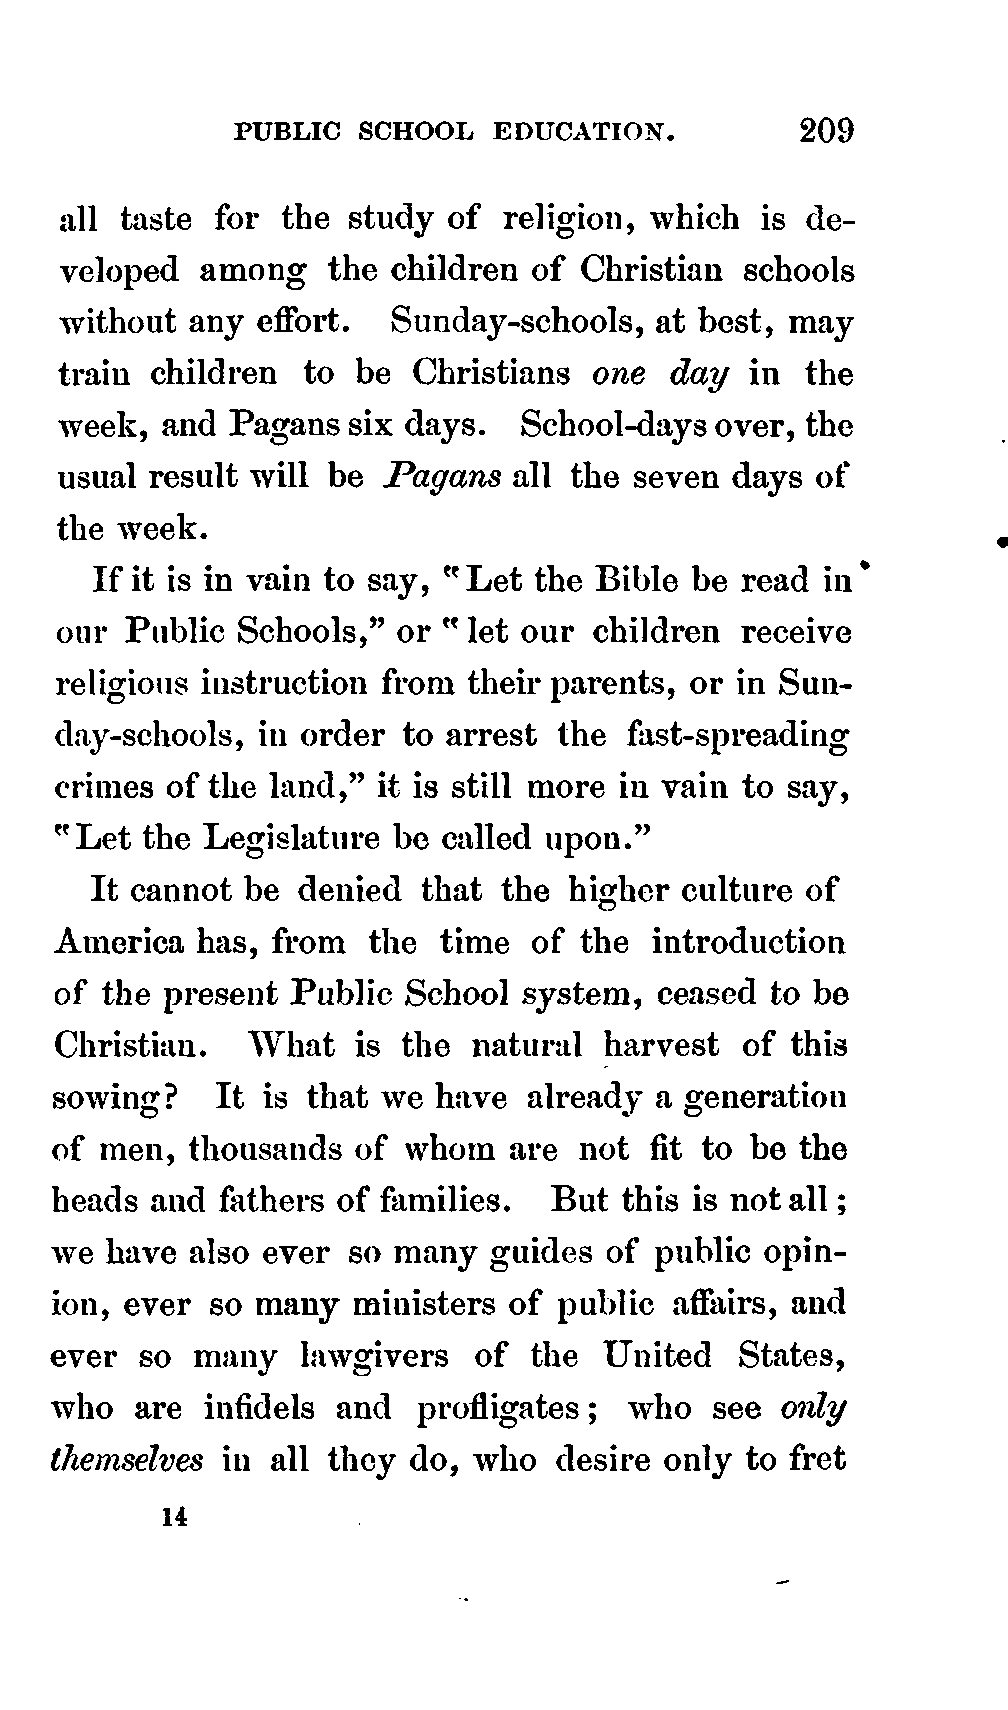 PUBLIC SCHOOL EDUCATION. 209
all taste for the study of religion, which is de-
veloped among the children of Christian schools
without any effort. Sunday-schools, at best, may
train children to be Christians one day in the
week, and Pagans six days. School-days over, the
usual result will be Pagans all the seven days of
the week.
If it is in vain to say, "Let the Bible be read in
our Public Schools," or "let our children receive
religious instruction from their parents, or in Sun-
day-schools, in order to arrest the fast-spreading
crimes of the land," it is still more in vain to say,
"Let the Legislature be called upon."
It cannot be denied that the higher culture of
America has, from the time of the introduction
of the present Public School system, ceased to be
Christian. What is the natural harvest of this
sowing? It is that we have already a generation
of men, thousands of whom are not fit to be the
heads and fathers of families. But this is not all;
we have also ever so many guides of public opin-
ion, ever so many ministers of public affairs, and
ever so many lawgivers of the United States,
who are infidels and profligates; who see only
themselves in all they do, who desire only to fret
14